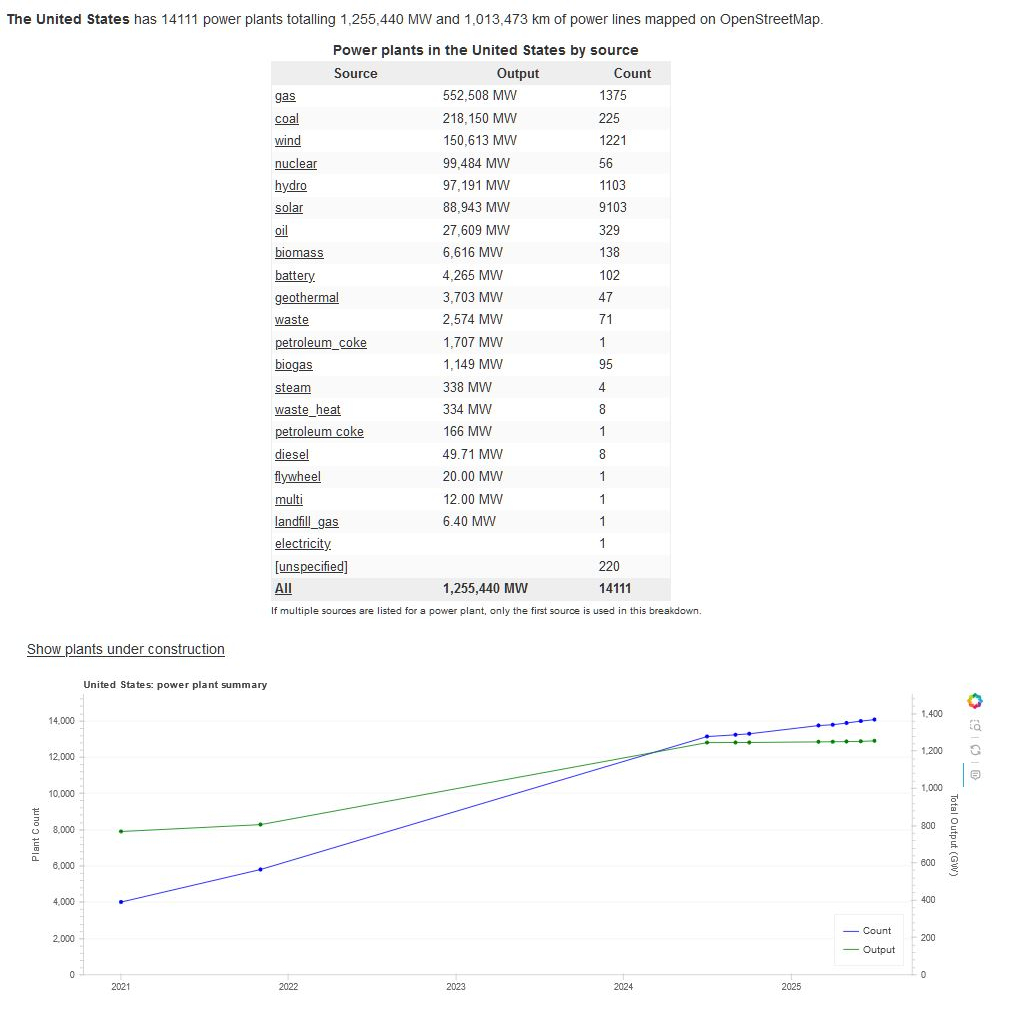 The United States has 14111 power plants totalling 1,255,440 MW and 1,013,473 km of power lines mapped on OpenStreetMap.
Power plants in the United States by source
Source Output Count
gas 552,508 MW 1375
coal 218,150 MW 225
wind 150,613 MW 1221
nuclear 99,484 MW 56
hydro 97,191 MW 1103
solar 88,943 MW 9103
oil 27,609 MW 329
biomass 6,616 MW 138
battery 4,265 MW 102
geothermal 3,703 MW 47
waste 2,574 MW 71
petroleum_coke 1,707 MW 1
biogas 1,149 MW 95
steam 338 MW 4
waste_heat 334 MW 8
petroleum coke 166 MW 1
diesel 49.71 MW 8
flywheel 20.00 MW 1
multi 12.00 MW 1
landfill_gas 6.40 MW 1
electricity 1
[unspecified] 220
All 1,255,440 MW 14111
If multiple sources are listed for a power plant, only the first source is used in this breakdown.
Show plants under construction
United States: power plant summary
Plant Count
14,000
12,000
10,000
8,000
6,000
4,000
2,000
0
2021 2022 2023 2024 2025
1,400
1,200
1,000
800
600
400
200
0
Total Output (GW)
Count
Output